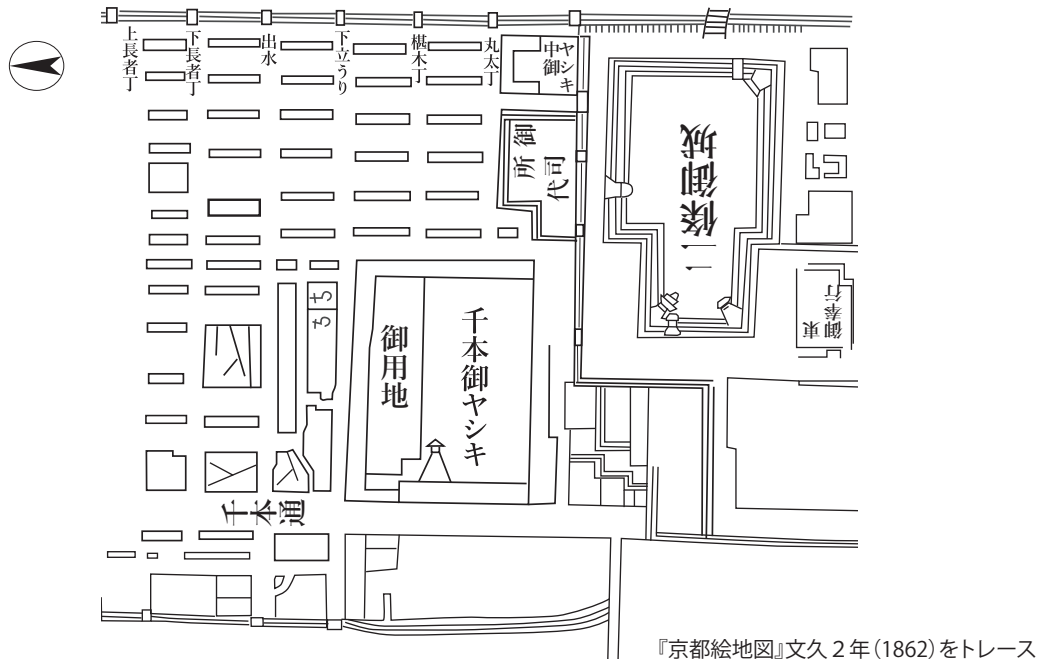 上長者丁
下長者丁
出水
下立うり
椹木丁
丸太丁
中御
ヤシキ
御所
司代
二條御城
東
御奉行
御用地
千本御ヤシキ
千本通
『京都絵地図』文久2年(1862)をトレース